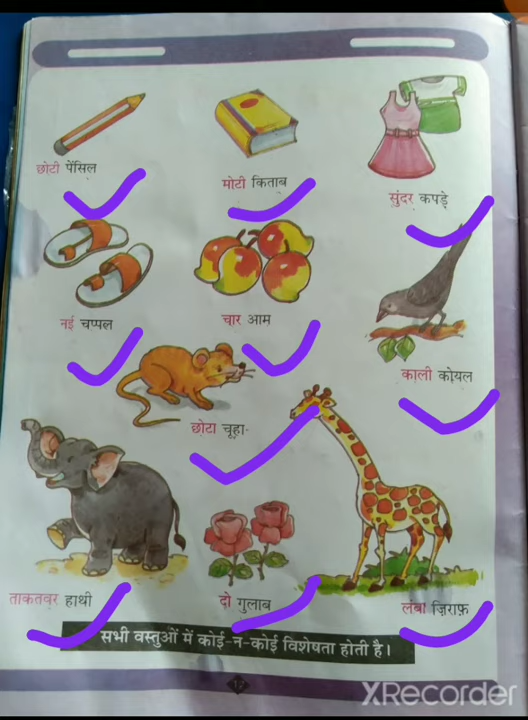 छोटी पेंसिल
मोटी किताब
सुंदर कपड़े
नई चप्पल
चार आम
काली कोयल
छोटा चूहा
ताकतवर हाथी
दो गुलाब
लंबा ज़िराफ़
सभी वस्तुओं में कोई-न-कोई विशेषता होती है।
XRecorder